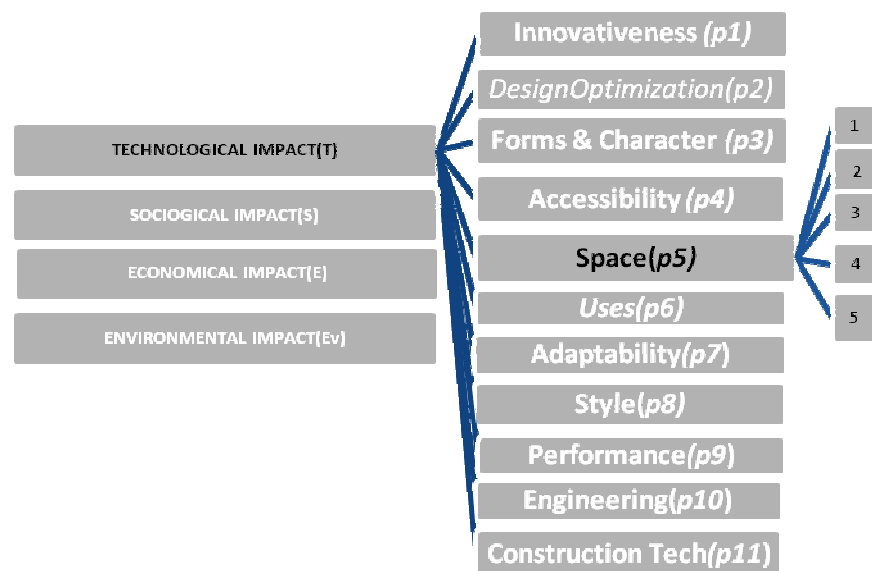 TECHNOLOGICAL IMPACT(T}
SOCIOGICAL IMPACT(S)
ECONOMICAL IMPACT(E)
ENVIRONMENTAL IMPACT(Ev)
Innovativeness (p1)
DesignOptimization(p2)
Forms & Character (p3)
Accessibility (p4)
Space(p5)
Uses(p6)
Adaptability(p7)
Style(p8)
Performance(p9)
Engineering(p10)
Construction Tech(p11)
1
2
3
4
5